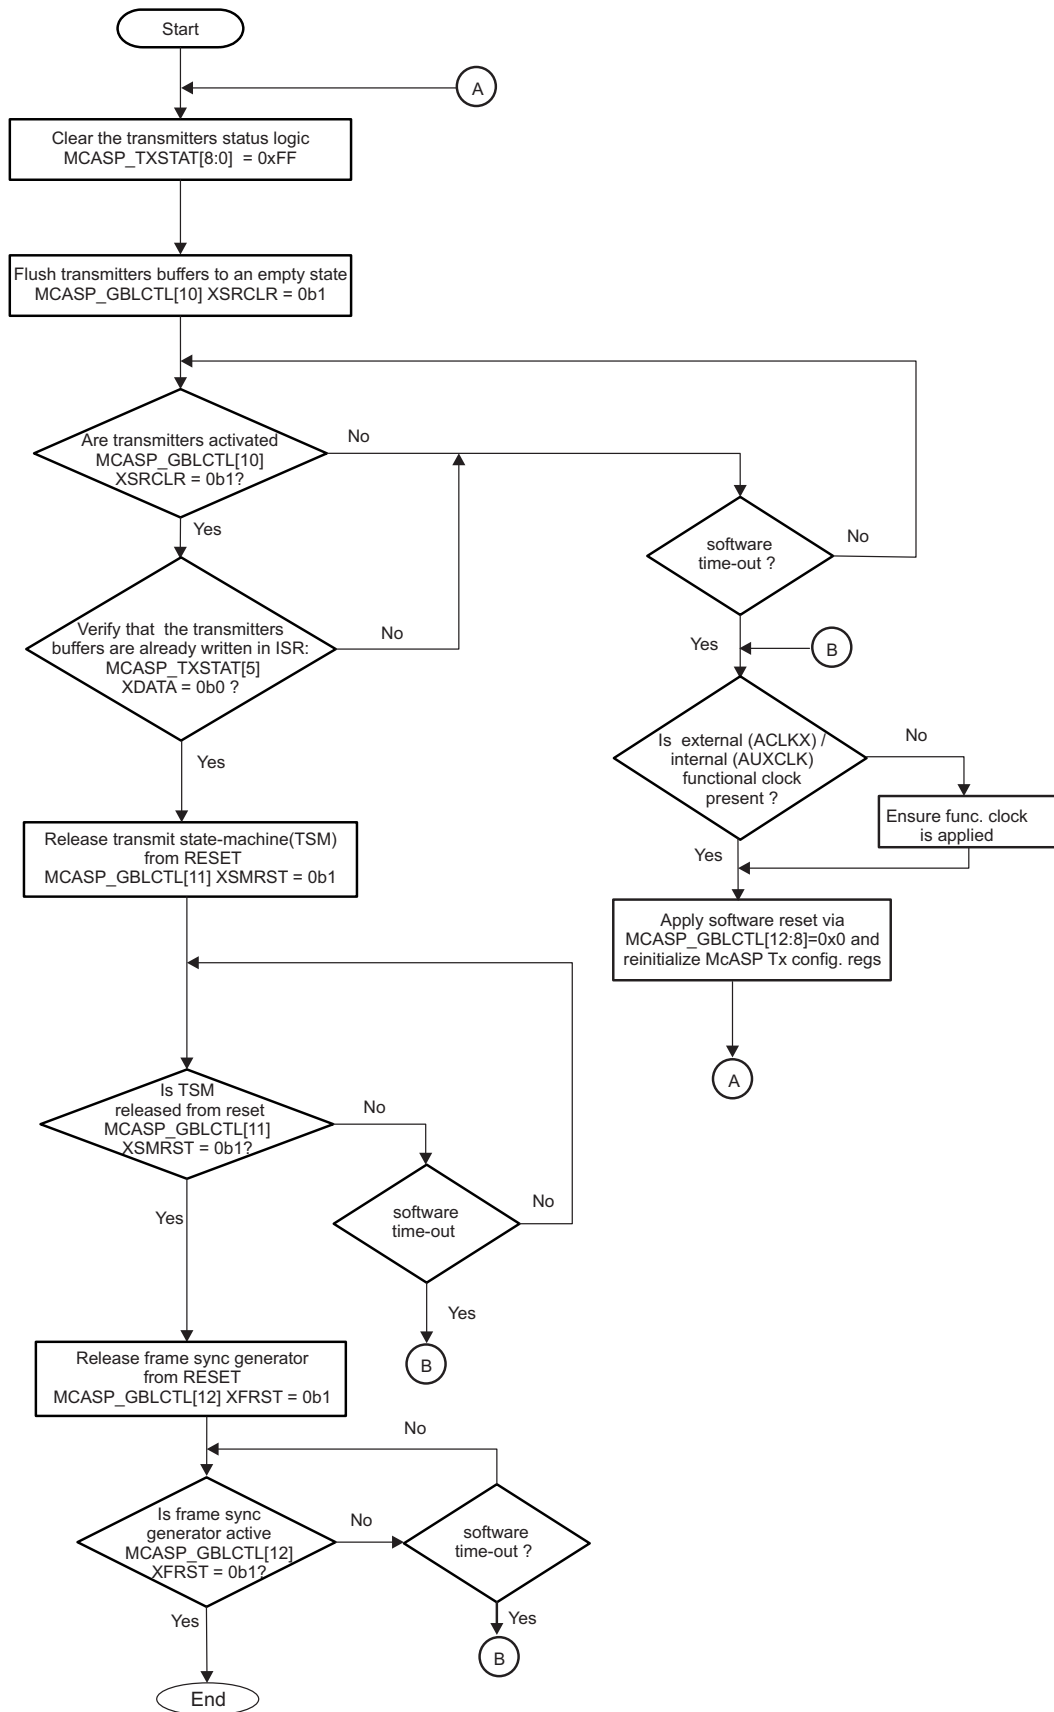 Start
A
Clear the transmitters status logic
MCASP_TXSTAT[8:0] = 0xFF
Flush transmitters buffers to an empty state
MCASP_GBLCTL[10] XSRCLR = 0b1
Are transmitters activated
MCASP_GBLCTL[10]
XSRCLR = 0b1?
No
Yes
software
time-out ?
No
Verify that the transmitters
buffers are already written in ISR:
MCASP_TXSTAT[5]
XDATA = 0b0 ?
No
Yes
Yes
B
Is external (ACLKX) /
internal (AUXCLK)
functional clock
present ?
No
Ensure func. clock
is applied
Yes
Release transmit state-machine(TSM)
from RESET
MCASP_GBLCTL[11] XSMRST = 0b1
Apply software reset via
MCASP_GBLCTL[12:8]=0x0 and
reinitialize McASP Tx config. regs
A
Is TSM
released from reset
MCASP_GBLCTL[11]
XSMRST = 0b1?
No
Yes
software
time-out
No
Yes
B
Release frame sync generator
from RESET
MCASP_GBLCTL[12] XFRST = 0b1
No
Is frame sync
generator active
MCASP_GBLCTL[12]
XFRST = 0b1?
No
software
time-out ?
Yes
Yes
B
End